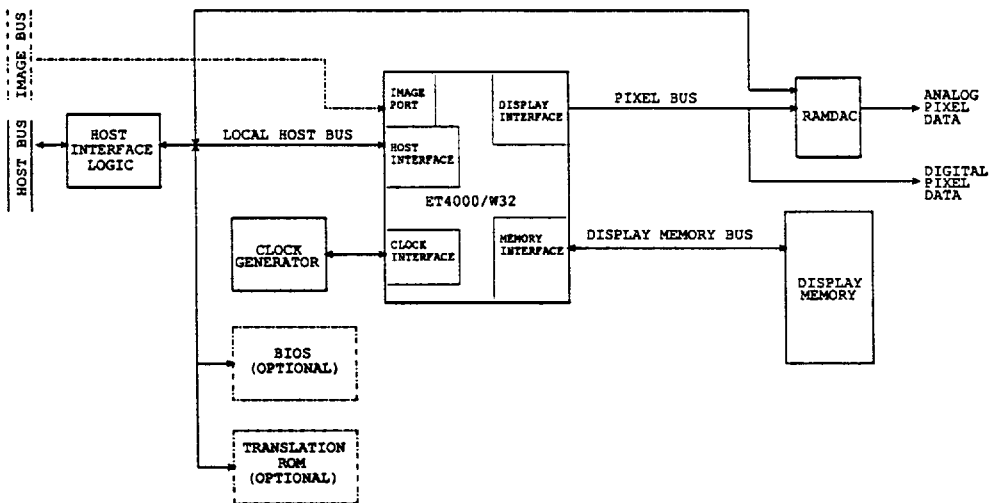 IMAGE BUS
HOST BUS
HOST
INTERFACE
LOGIC
LOCAL HOST BUS
IMAGE
PORT
HOST
INTERFACE
DISPLAY
INTERFACE
ET4000/W32
CLOCK
INTERFACE
MEMORY
INTERFACE
PIXEL BUS
RAMDAC
ANALOG
PIXEL
DATA
DIGITAL
PIXEL
DATA
CLOCK
GENERATOR
DISPLAY MEMORY BUS
DISPLAY
MEMORY
BIOS
(OPTIONAL)
TRANSLATION
ROM
(OPTIONAL)